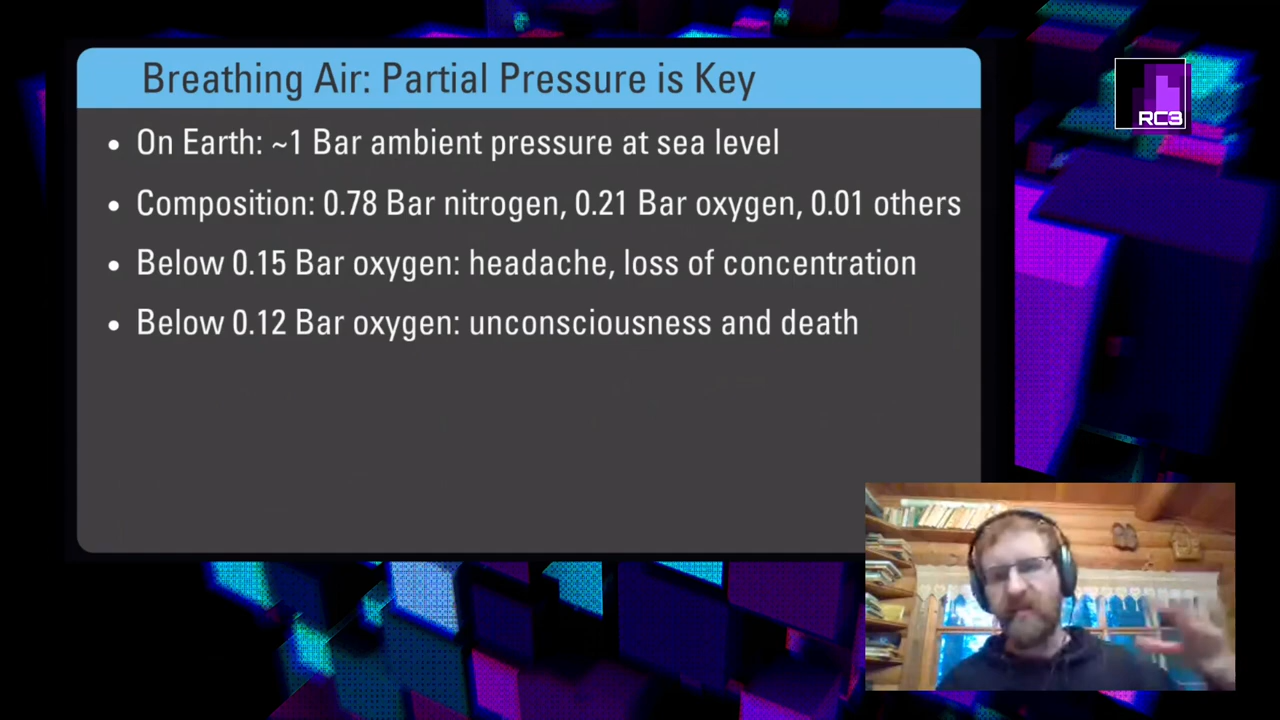 Breathing Air: Partial Pressure is Key
RC3
• On Earth: ~1 Bar ambient pressure at sea level
• Composition: 0.78 Bar nitrogen, 0.21 Bar oxygen, 0.01 others
• Below 0.15 Bar oxygen: headache, loss of concentration
• Below 0.12 Bar oxygen: unconsciousness and death